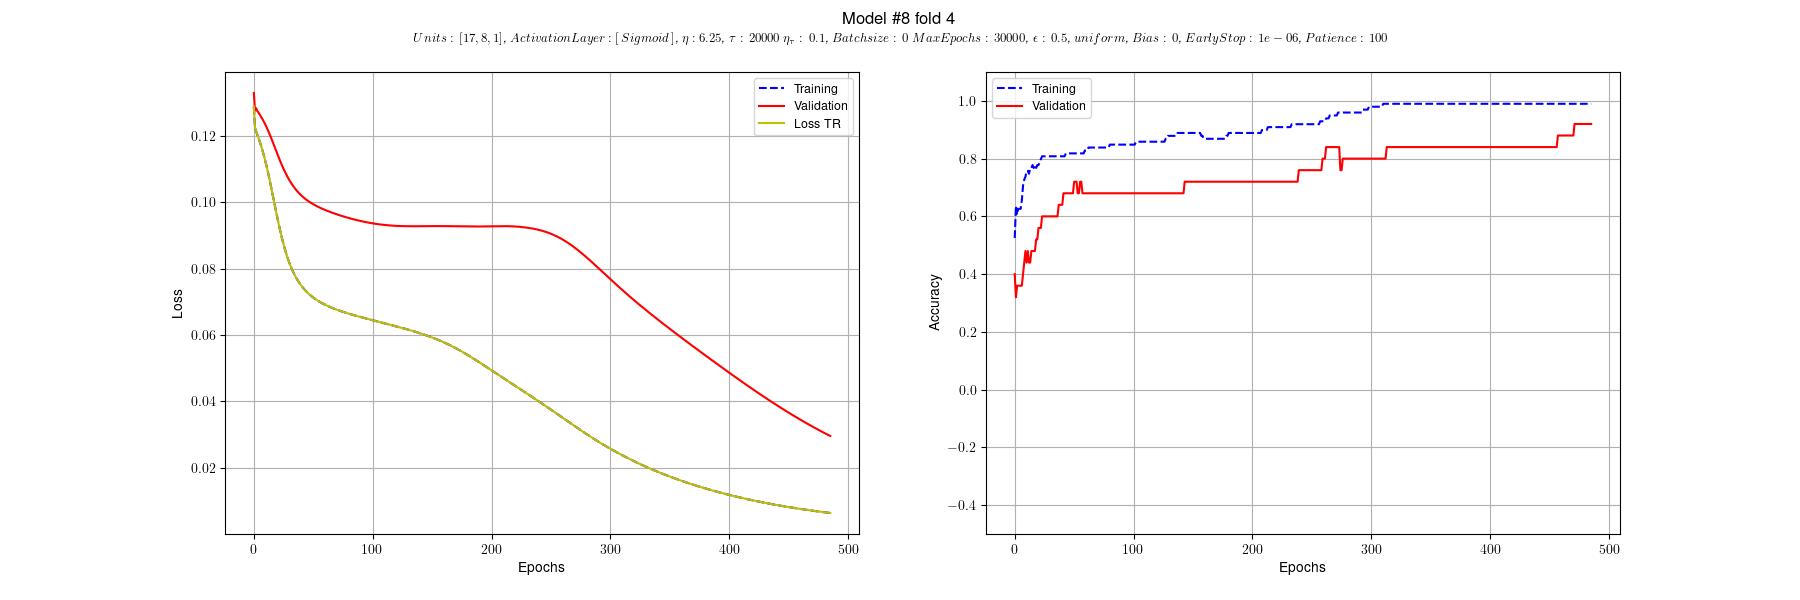 Model #8 fold 4
Units : [17, 8, 1], ActivationLayer : [ Sigmoid ], η : 6.25, τ : 20000 ητ : 0.1, Batchsize : 0 MaxEpochs : 30000, ϵ : 0.5, uniform, Bias : 0, EarlyStop : 1e − 06, Patience : 100
Training
Validation
Loss TR
0.12
0.10
0.08
0.06
0.04
0.02
Loss
0 100 200 300 400 500
Epochs
Training
Validation
1.0
0.8
0.6
0.4
0.2
0.0
−0.2
−0.4
Accuracy
0 100 200 300 400 500
Epochs